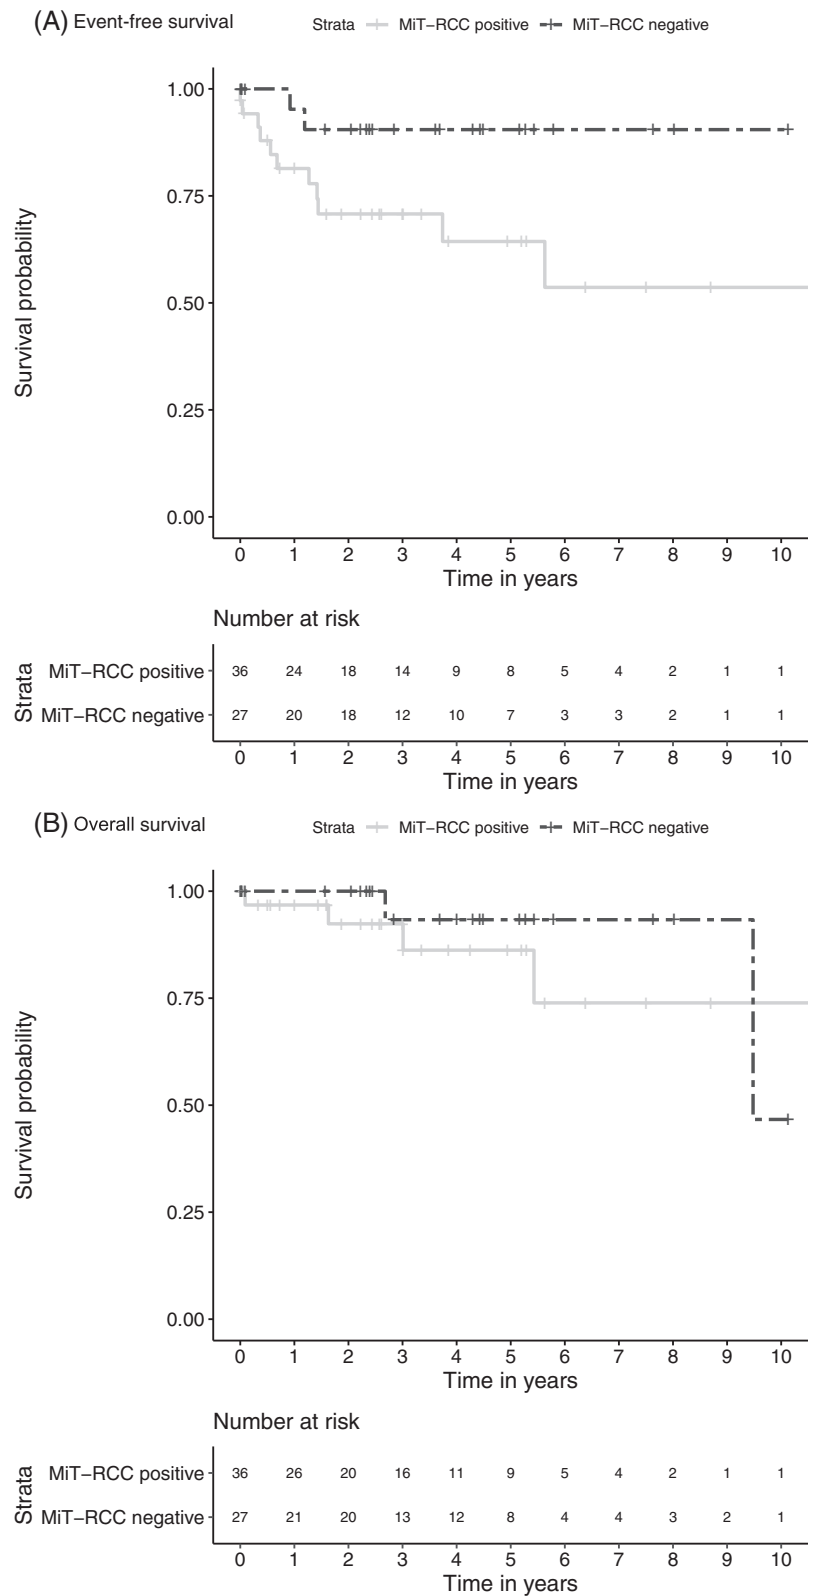 (A) Event-free survival Strata MiT−RCC positive MiT−RCC negative
1.00
0.75
0.50
0.25
0.00
Survival probability
0 1 2 3 4 5 6 7 8 9 10
Time in years
Number at risk
Strata
MiT−RCC positive 36 24 18 14 9 8 5 4 2 1 1
MiT−RCC negative 27 20 18 12 10 7 3 3 2 1 1
0 1 2 3 4 5 6 7 8 9 10
Time in years
(B) Overall survival Strata MiT−RCC positive MiT−RCC negative
1.00
0.75
0.50
0.25
0.00
Survival probability
0 1 2 3 4 5 6 7 8 9 10
Time in years
Number at risk
Strata
MiT−RCC positive 36 26 20 16 11 9 5 4 2 1 1
MiT−RCC negative 27 21 20 13 12 8 4 4 3 2 1
0 1 2 3 4 5 6 7 8 9 10
Time in years